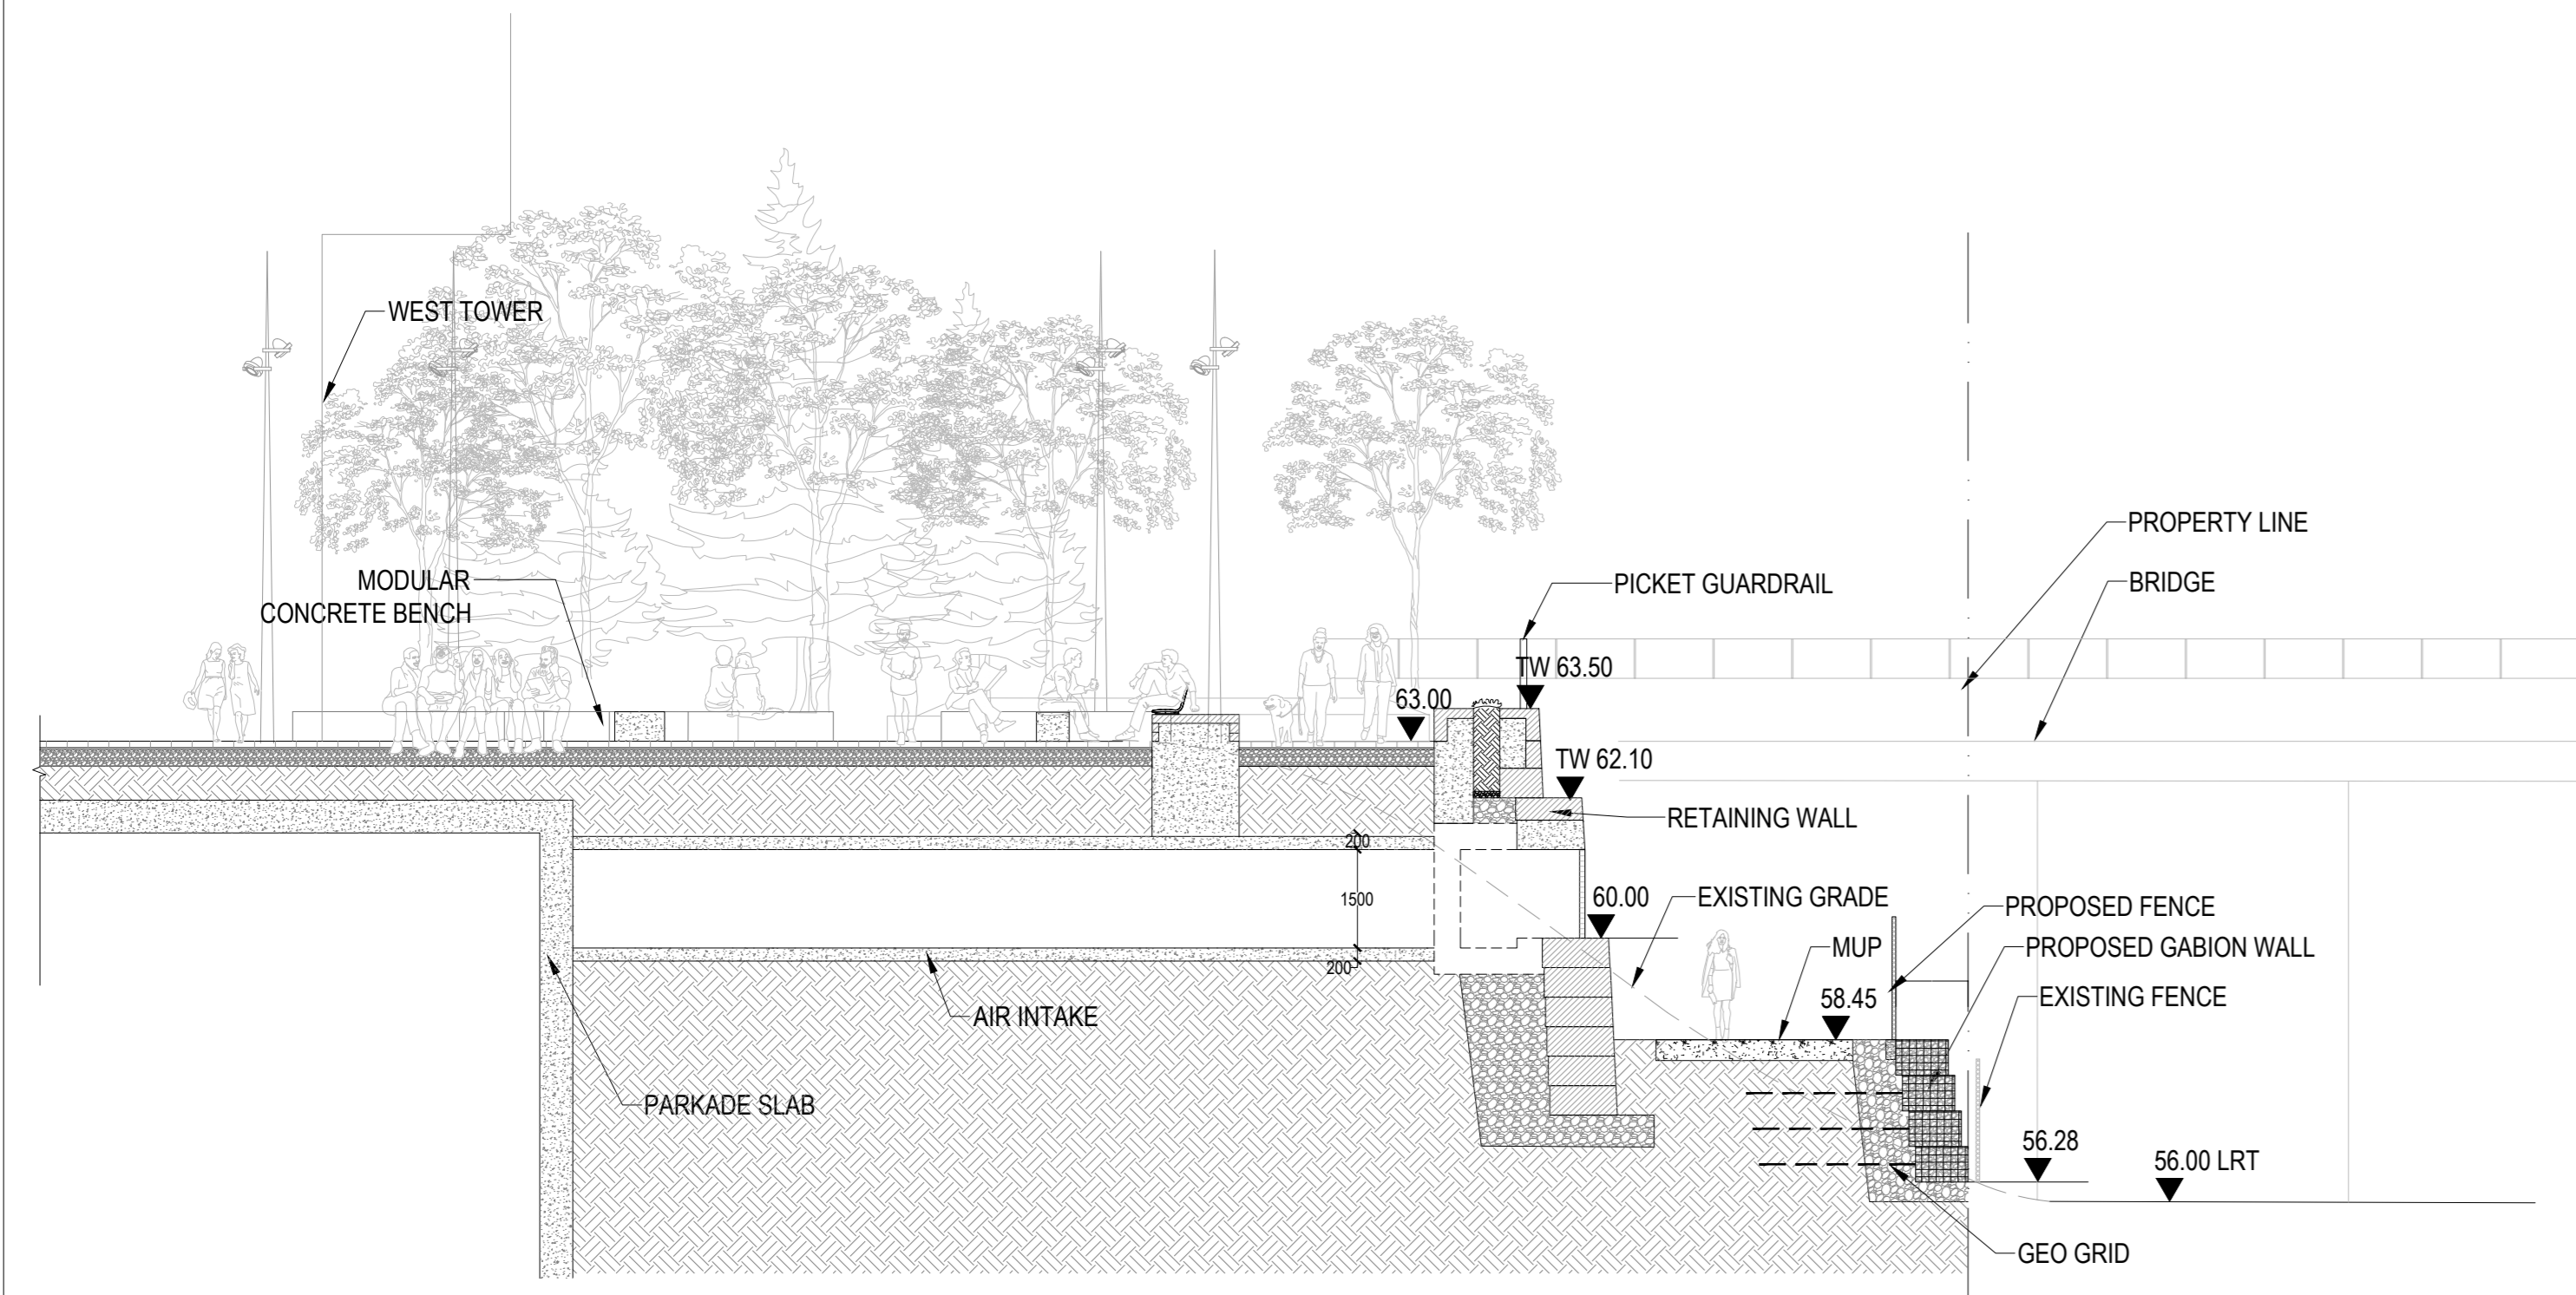 WEST TOWER
PROPERTY LINE
MODULAR
CONCRETE BENCH
PICKET GUARDRAIL
BRIDGE
TW 63.50
63.00
TW 62.10
RETAINING WALL
200
1500
60.00
EXISTING GRADE
PROPOSED FENCE
MUP
PROPOSED GABION WALL
200
58.45
EXISTING FENCE
AIR INTAKE
PARKADE SLAB
56.28
56.00 LRT
GEO GRID